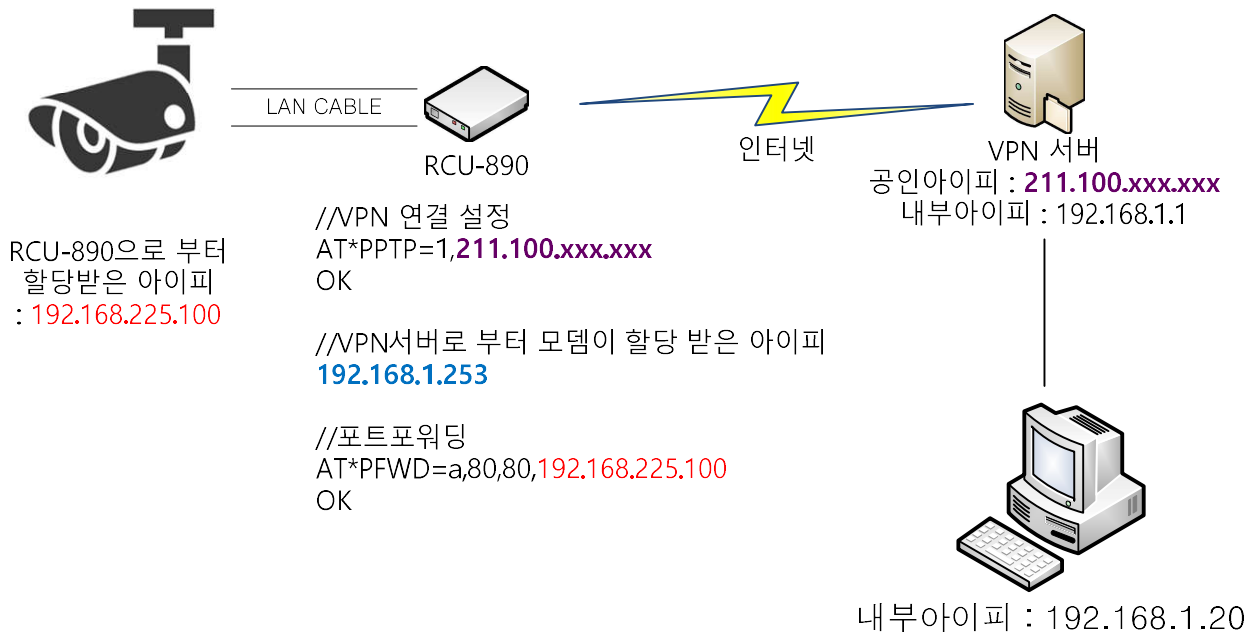 LAN CABLE
RCU-890
인터넷
VPN 서버
공인아이피 : 211.100.xxx.xxx
내부아이피 : 192.168.1.1
RCU-890으로 부터
할당받은 아이피
: 192.168.225.100
//VPN 연결 설정
AT*PPTP=1,211.100.xxx.xxx
OK
//VPN서버로 부터 모뎀이 할당 받은 아이피
192.168.1.253
//포트포워딩
AT*PFWD=a,80,80,192.168.225.100
OK
내부아이피 : 192.168.1.20